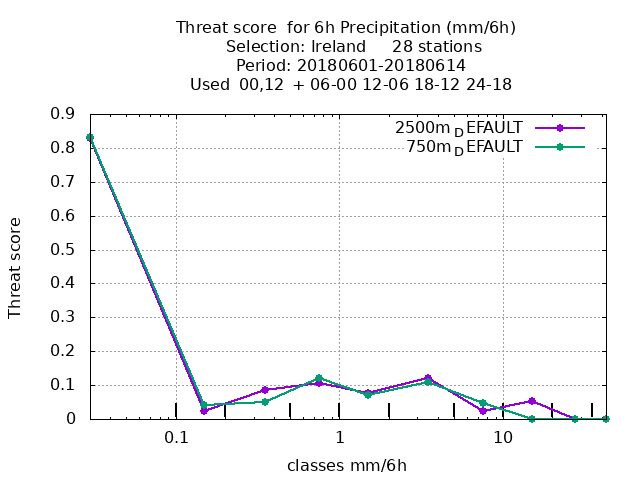 Threat score for 6h Precipitation (mm/6h)
Selection: Ireland 28 stations
Period: 20180601-20180614
Used 00,12 + 06-00 12-06 18-12 24-18
2500m_DEFAULT
750m_DEFAULT
0.9
0.8
0.7
0.6
0.5
0.4
0.3
0.2
0.1
0
Threat score
0.1 1 10
classes mm/6h